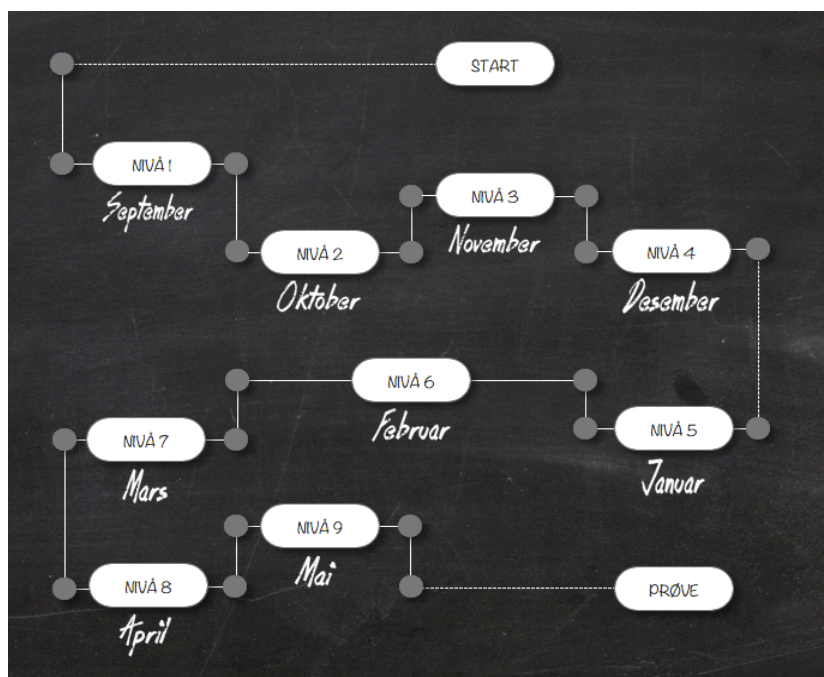 START
NIVÅ 1
September
NIVÅ 2
Oktober
NIVÅ 3
November
NIVÅ 4
Desember
NIVÅ 5
Januar
NIVÅ 6
Februar
NIVÅ 7
Mars
NIVÅ 8
April
NIVÅ 9
Mai
PRØVE